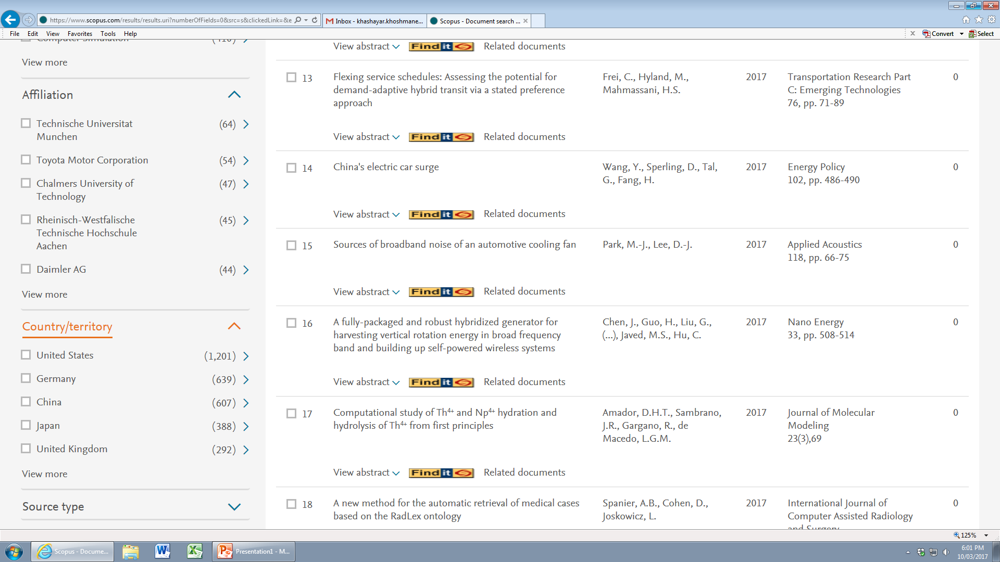 https://www.scopus.com/results/results.uri?numberOfFields=0&src=s&clickedLink=&e
Inbox - khashayar.khoshmane...
Scopus - Document search ...
File Edit View Favorites Tools Help
Convert Select
Computer Simulation (410)
View more
Affiliation
Technische Universitat (64)
Munchen
Toyota Motor Corporation (54)
Chalmers University of (47)
Technology
Rheinisch-Westfalische (45)
Technische Hochschule
Aachen
Daimler AG (44)
View more
Country/territory
United States (1,201)
Germany (639)
China (607)
Japan (388)
United Kingdom (292)
View more
Source type
View abstract Find it Related documents
13 Flexing service schedules: Assessing the potential for Frei, C., Hyland, M., 2017 Transportation Research Part 0
demand-adaptive hybrid transit via a stated preference Mahmassani, H.S. C: Emerging Technologies
approach 76, pp. 71-89
View abstract Find it Related documents
14 China's electric car surge Wang, Y., Sperling, D., Tal, 2017 Energy Policy 0
G., Fang, H. 102, pp. 486-490
View abstract Find it Related documents
15 Sources of broadband noise of an automotive cooling fan Park, M.-J., Lee, D.-J. 2017 Applied Acoustics 0
118, pp. 66-75
View abstract Find it Related documents
16 A fully-packaged and robust hybridized generator for Chen, J., Guo, H., Liu, G., 2017 Nano Energy 0
harvesting vertical rotation energy in broad frequency (...), Javed, M.S., Hu, C. 33, pp. 508-514
band and building up self-powered wireless systems
View abstract Find it Related documents
17 Computational study of Th⁴⁺ and Np⁴⁺ hydration and Amador, D.H.T., Sambrano, 2017 Journal of Molecular 0
hydrolysis of Th⁴⁺ from first principles J.R., Gargano, R., de Modeling
Macedo, L.G.M. 23(3),69
View abstract Find it Related documents
18 A new method for the automatic retrieval of medical cases Spanier, A.B., Cohen, D., 2017 International Journal of 0
based on the RadLex ontology Joskowicz, L. Computer Assisted Radiology
and Surgery
125%
Scopus - Docume...
Presentation1 - M...
6:01 PM
10/03/2017